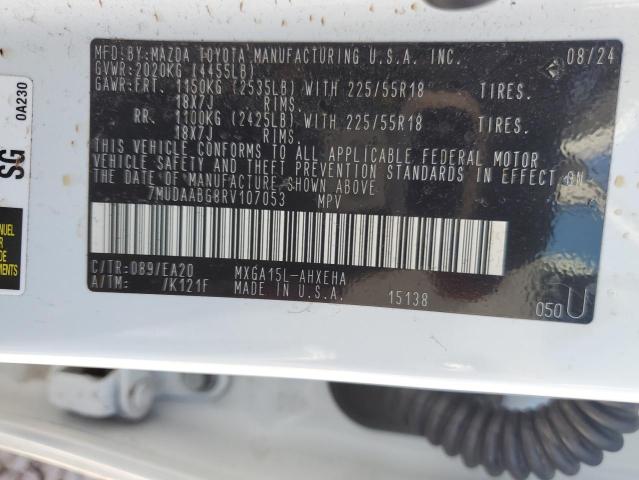 MFD.BY:MAZDA TOYOTA MANUFACTURING U.S.A. INC. 08/24
GVWR:2020KG (4455LB)
GAWR:FRT. 1150KG (2535LB) WITH 225/55R18 TIRES.
18X7J RIMS.
RR. 1100KG (2425LB) WITH 225/55R18 TIRES.
18X7J RIMS.
THIS VEHICLE CONFORMS TO ALL APPLICABLE FEDERAL MOTOR
VEHICLE SAFETY AND THEFT PREVENTION STANDARDS IN EFFECT ON
THE DATE OF MANUFACTURE SHOWN ABOVE
7MUDAABG8RV107053 MPV
C/TR:089/EA20 MXGA15L-AHXEHA
A/TM: /K121F MADE IN U.S.A. 15138 050 U
0A230
SG